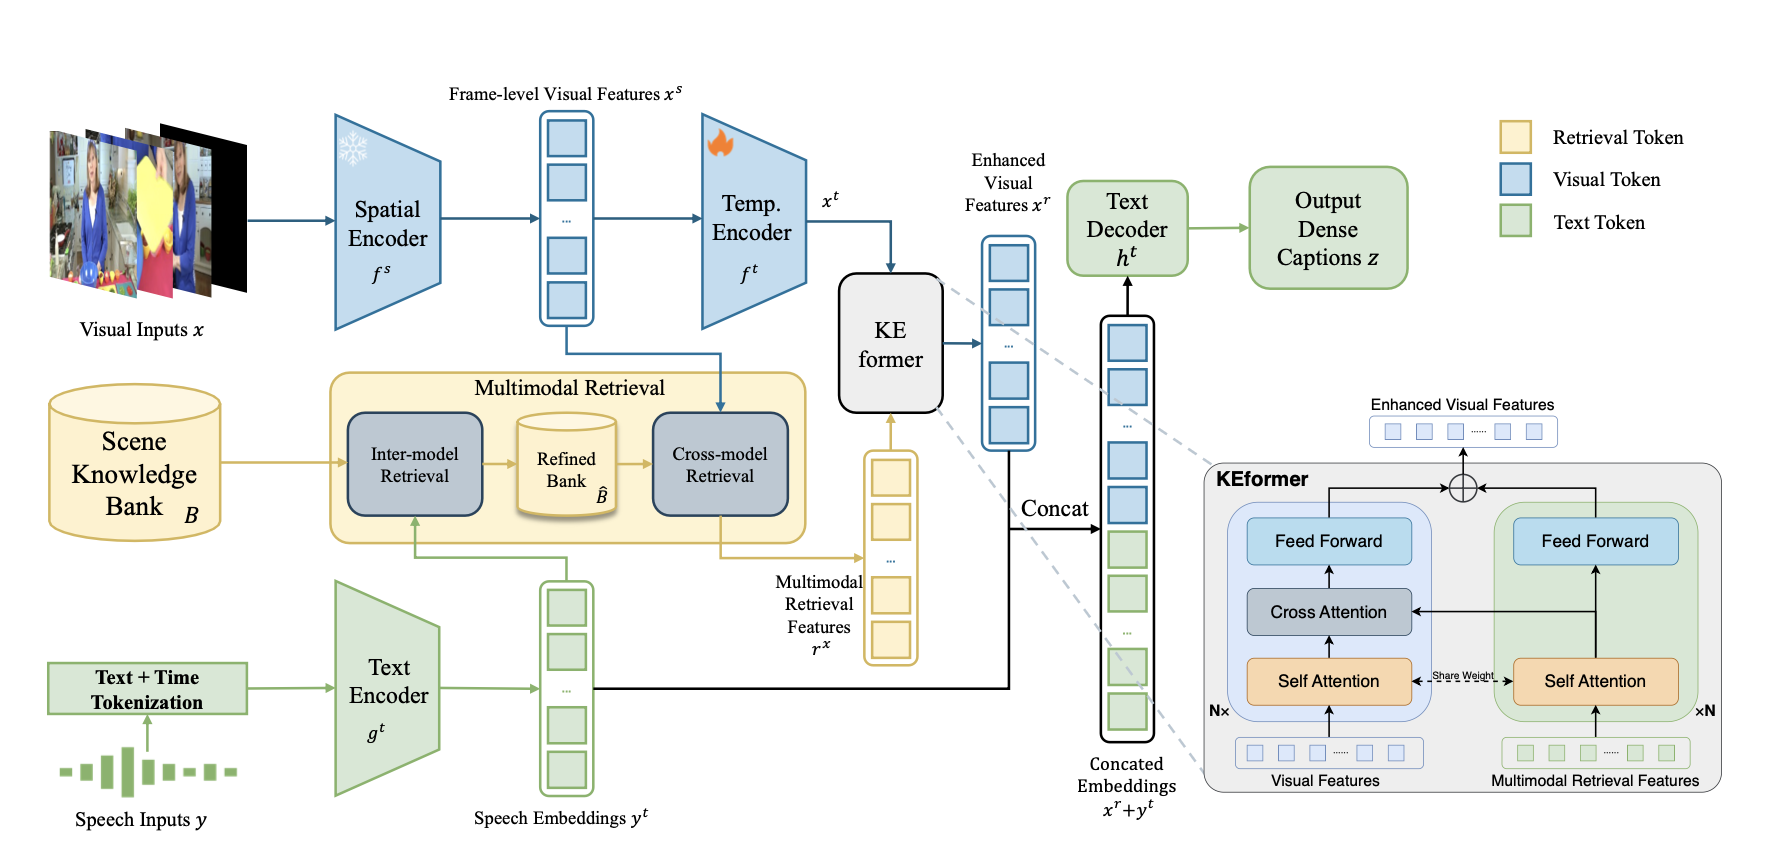 Frame-level Visual Features x^s
Visual Inputs x
Spatial
Encoder
f^s
...
Temp.
Encoder
f^t
x^t
KE
former
Enhanced
Visual
Features x^r
...
Text
Decoder
h^t
Output
Dense
Captions z
Retrieval Token
Visual Token
Text Token
Scene
Knowledge
Bank B
Multimodal Retrieval
Inter-model
Retrieval
Refined
Bank B̂
Cross-model
Retrieval
Multimodal
Retrieval
Features
r^x
...
Concat
...
...
Concated
Embeddings
x^r+y^t
Text + Time
Tokenization
Speech Inputs y
Text
Encoder
g^t
...
Speech Embeddings y^t
Enhanced Visual Features
......
KEformer
Feed Forward
Feed Forward
Cross Attention
Self Attention
Share Weight
Self Attention
N×
×N
......
......
Visual Features
Multimodal Retrieval Features